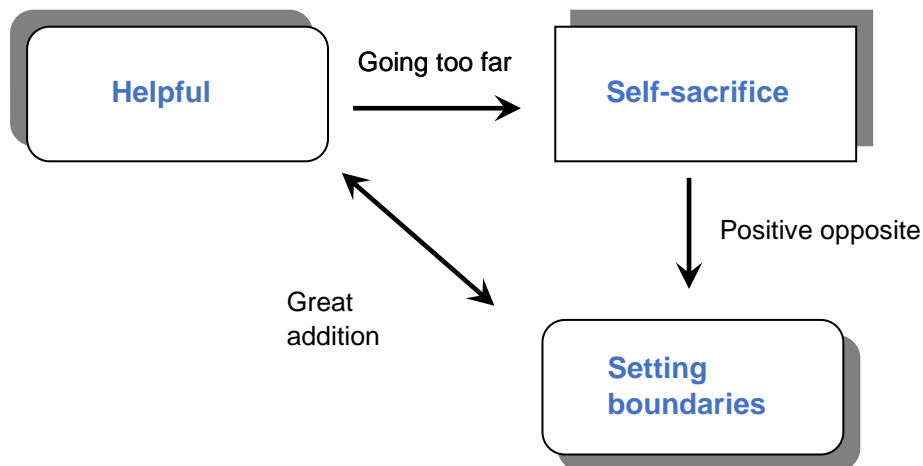 Going too far
Helpful
Self-sacrifice
Positive opposite
Great
addition
Setting
boundaries